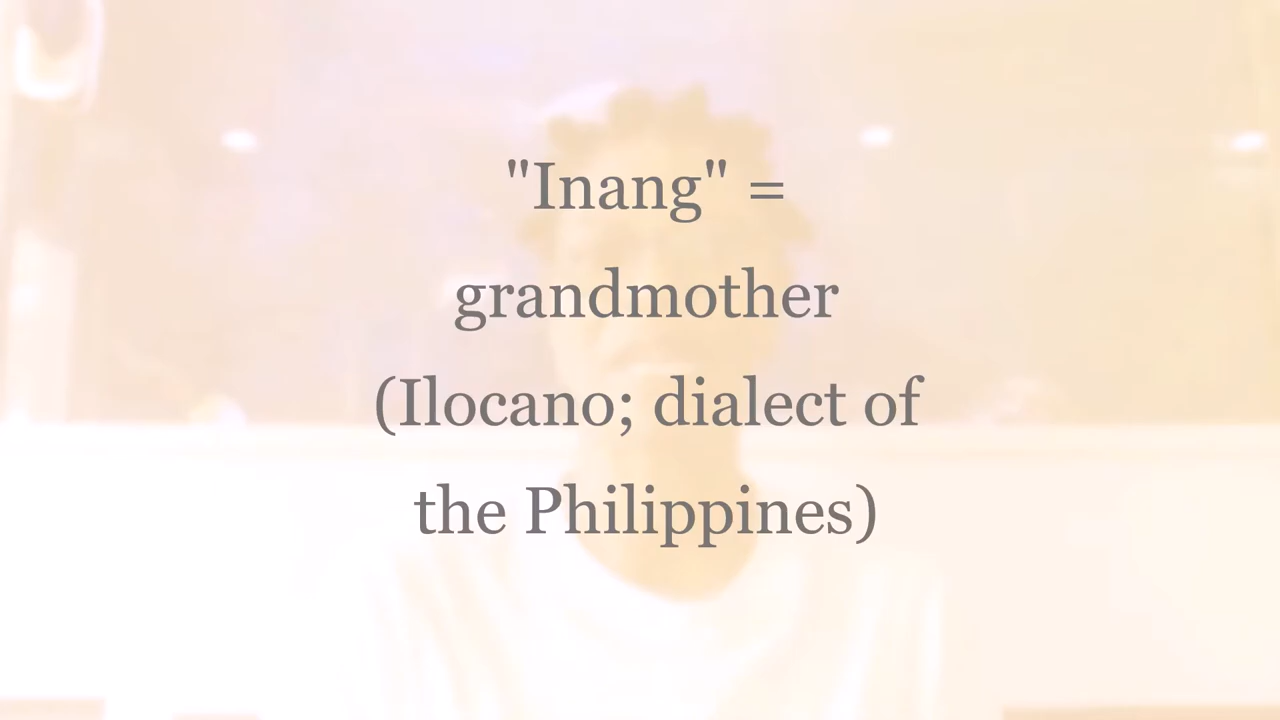 "Inang" =
grandmother
(Ilocano; dialect of
the Philippines)